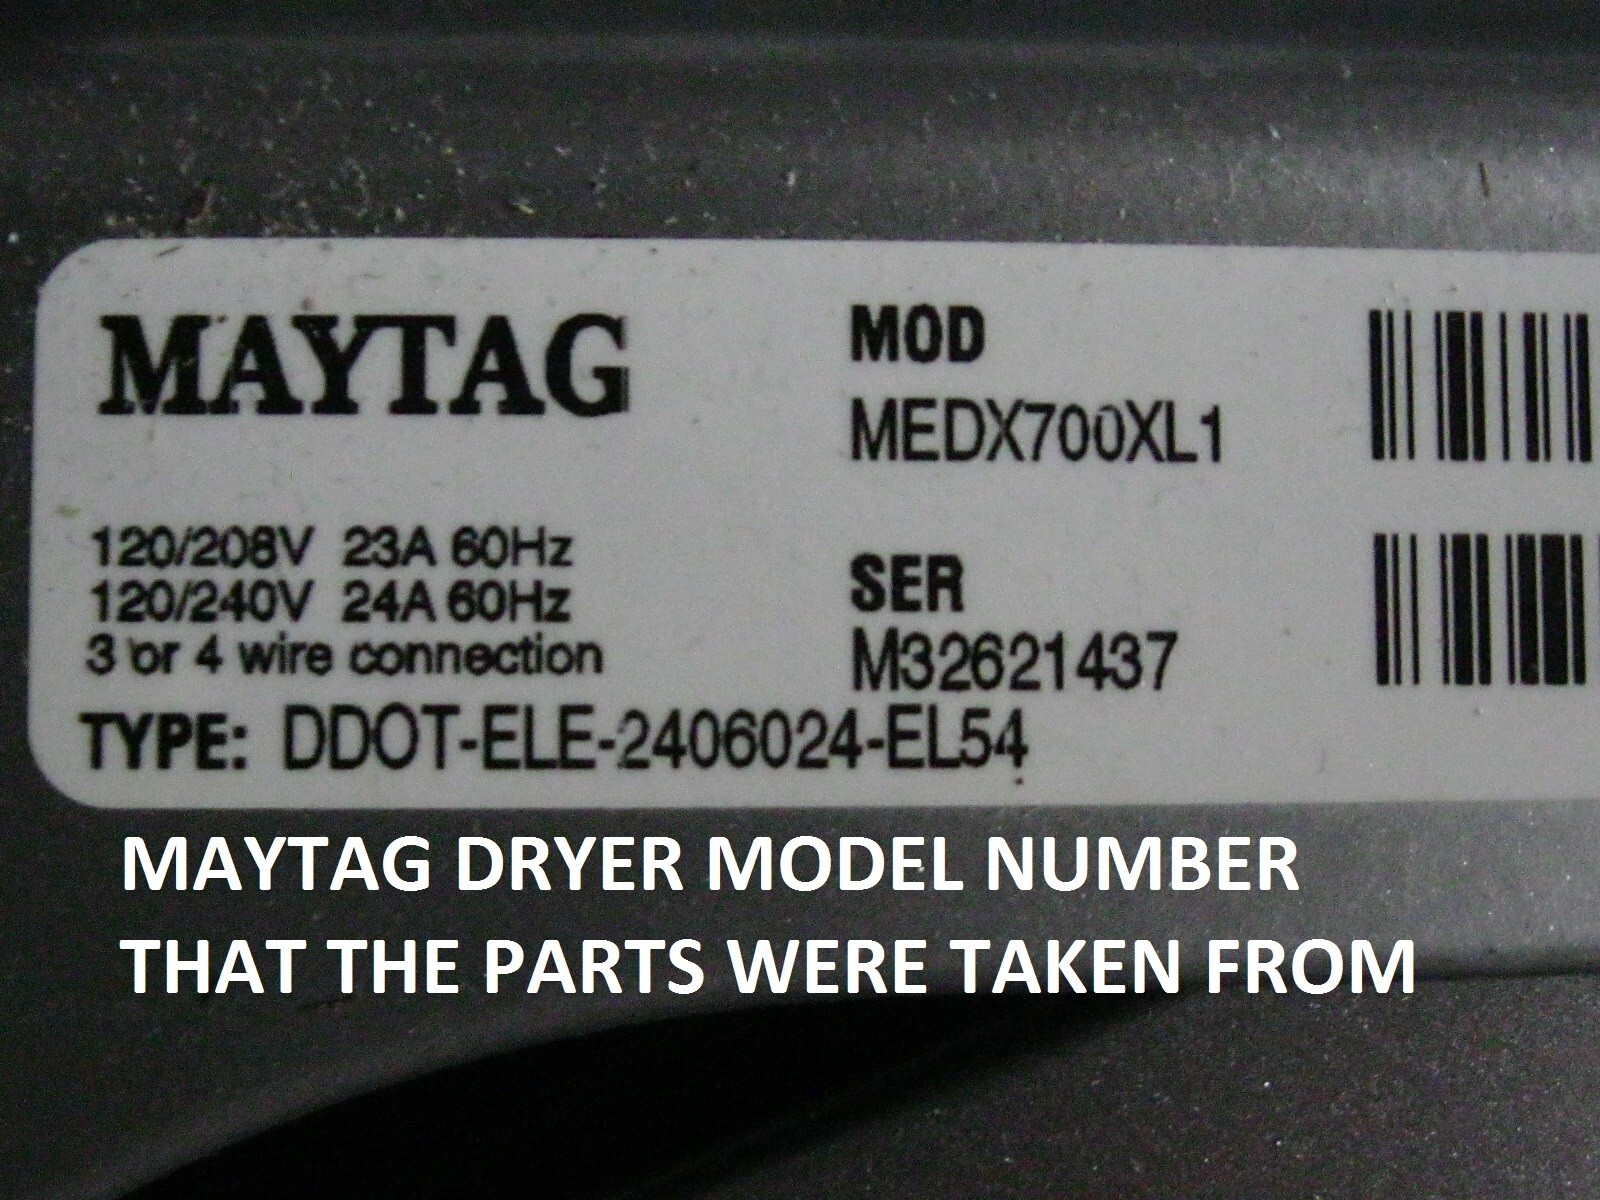 MAYTAG
MOD
MEDX700XL1
120/208V 23A 60Hz
120/240V 24A 60Hz
3 or 4 wire connection
SER
M32621437
TYPE: DDOT-ELE-2406024-EL54
MAYTAG DRYER MODEL NUMBER
THAT THE PARTS WERE TAKEN FROM